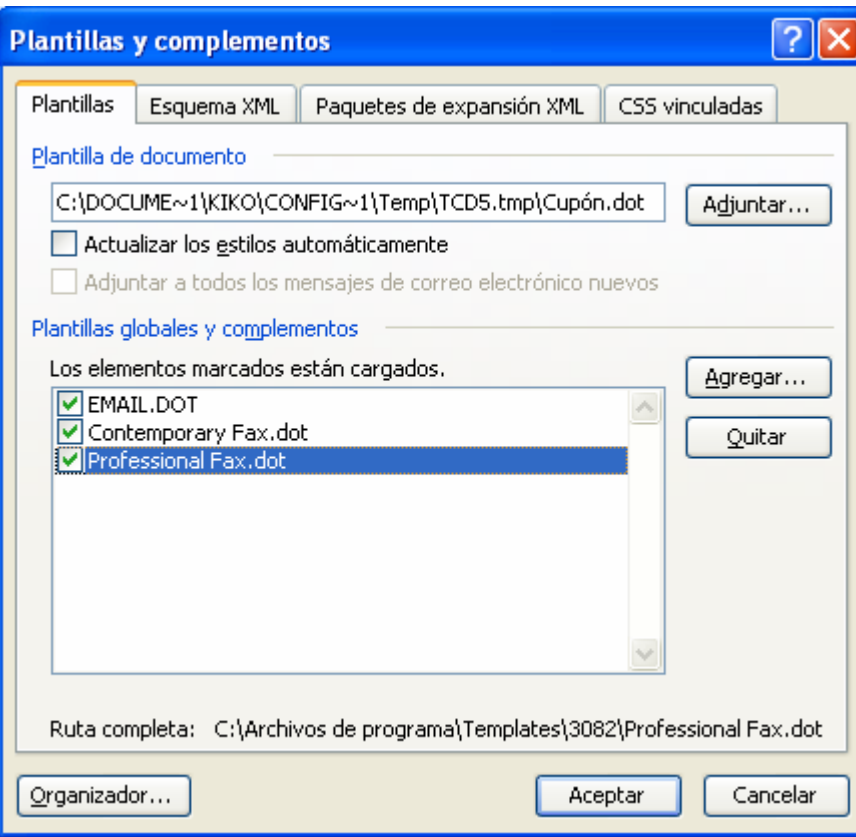 Plantillas y complementos
Plantillas Esquema XML Paquetes de expansión XML CSS vinculadas
Plantilla de documento
C:\DOCUME~1\KIKO\CONFIG~1\Temp\TCD5.tmp\Cupón.dot Adjuntar...
Actualizar los estilos automáticamente
Adjuntar a todos los mensajes de correo electrónico nuevos
Plantillas globales y complementos
Los elementos marcados están cargados.
Agregar...
EMAIL.DOT
Contemporary Fax.dot
Quitar
Professional Fax.dot
Ruta completa: C:\Archivos de programa\Templates\3082\Professional Fax.dot
Organizador... Aceptar Cancelar